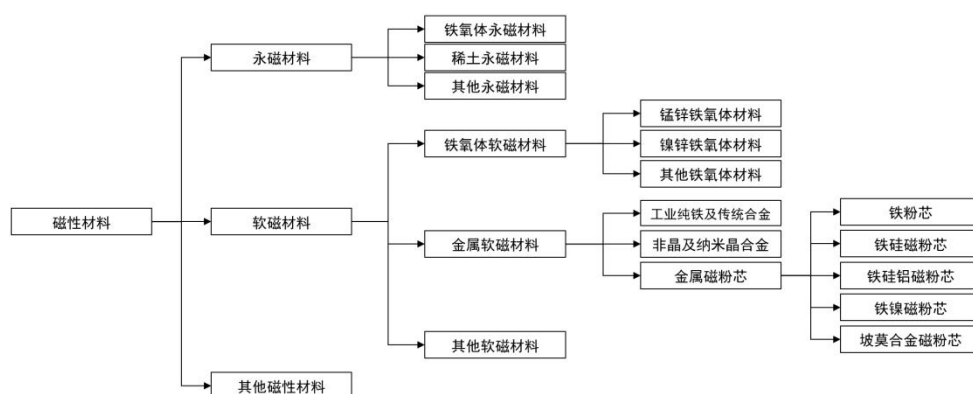 铁氧体永磁材料
永磁材料
稀土永磁材料
其他永磁材料
锰锌铁氧体材料
铁氧体软磁材料
镍锌铁氧体材料
其他铁氧体材料
磁性材料
软磁材料
工业纯铁及传统合金
铁粉芯
金属软磁材料
非晶及纳米晶合金
铁硅磁粉芯
金属磁粉芯
铁硅铝磁粉芯
铁镍磁粉芯
其他软磁材料
坡莫合金磁粉芯
其他磁性材料